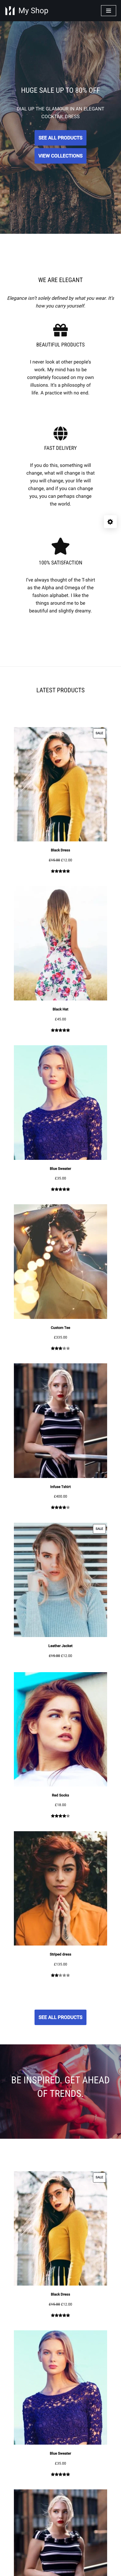 My Shop
HUGE SALE UP TO 80% OFF
DIAL UP THE GLAMOUR IN AN ELEGANT
COCKTAIL DRESS
SEE ALL PRODUCTS
VIEW COLLECTIONS
WE ARE ELEGANT
Elegance isn't solely defined by what you wear. It's
how you carry yourself.
BEAUTIFUL PRODUCTS
I never look at other people's
work. My mind has to be
completely focused on my own
illusions. It's a philosophy of
life. A practice with no end.
FAST DELIVERY
If you do this, something will
change, what will change is that
you will change, your life will
change, and if you can change
you, you can perhaps change
the world.
100% SATISFACTION
I've always thought of the T-shirt
as the Alpha and Omega of the
fashion alphabet. I like the
things around me to be
beautiful and slightly dreamy.
LATEST PRODUCTS
SALE
Black Dress
£12.00
Black Hat
£45.00
Blue Sweater
£39.00
Custom Tee
£335.00
Infuse Tshirt
£400.00
SALE
Leather Jacket
£12.00
Red Socks
£18.00
Striped dress
£135.00
SEE ALL PRODUCTS
BE INSPIRED. GET AHEAD
OF TRENDS.
SALE
Black Dress
£12.00
Blue Sweater
£39.00